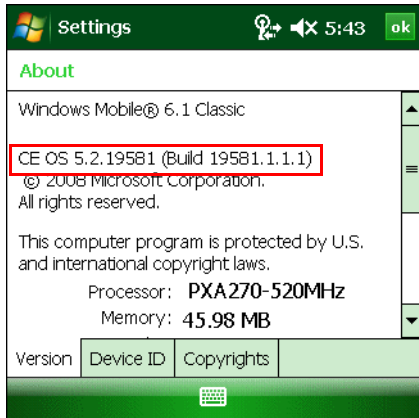 Settings 5:43 ok
About
Windows Mobile® 6.1 Classic
CE OS 5.2.19581 (Build 19581.1.1.1)
© 2008 Microsoft Corporation.
All rights reserved.
This computer program is protected by U.S.
and international copyright laws.
Processor: PXA270-520MHz
Memory: 45.98 MB
Version Device ID Copyrights